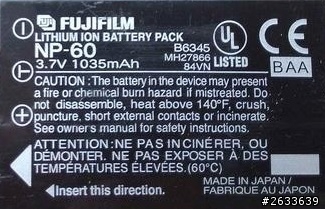 FUJIFILM
LITHIUM ION BATTERY PACK
NP-60 B6345
3.7V 1035mAh MH27866
84VN
UL LISTED
CE
BAA
CAUTION: The battery in the device may present
a fire or chemical burn hazard if mistreated. Do
not disassemble, heat above 140°F, crush,
puncture, short external contacts or incinerate.
See owner's manual for safety instructions.
ATTENTION: NE PAS INCINÉRER, OU
DÉMONTER. NE PAS EXPOSER À DES
TEMPÉRATURES ÉLEVÉES. (60°C)
MADE IN JAPAN/
Insert this direction. FABRIQUE AU JAPON
#2633639